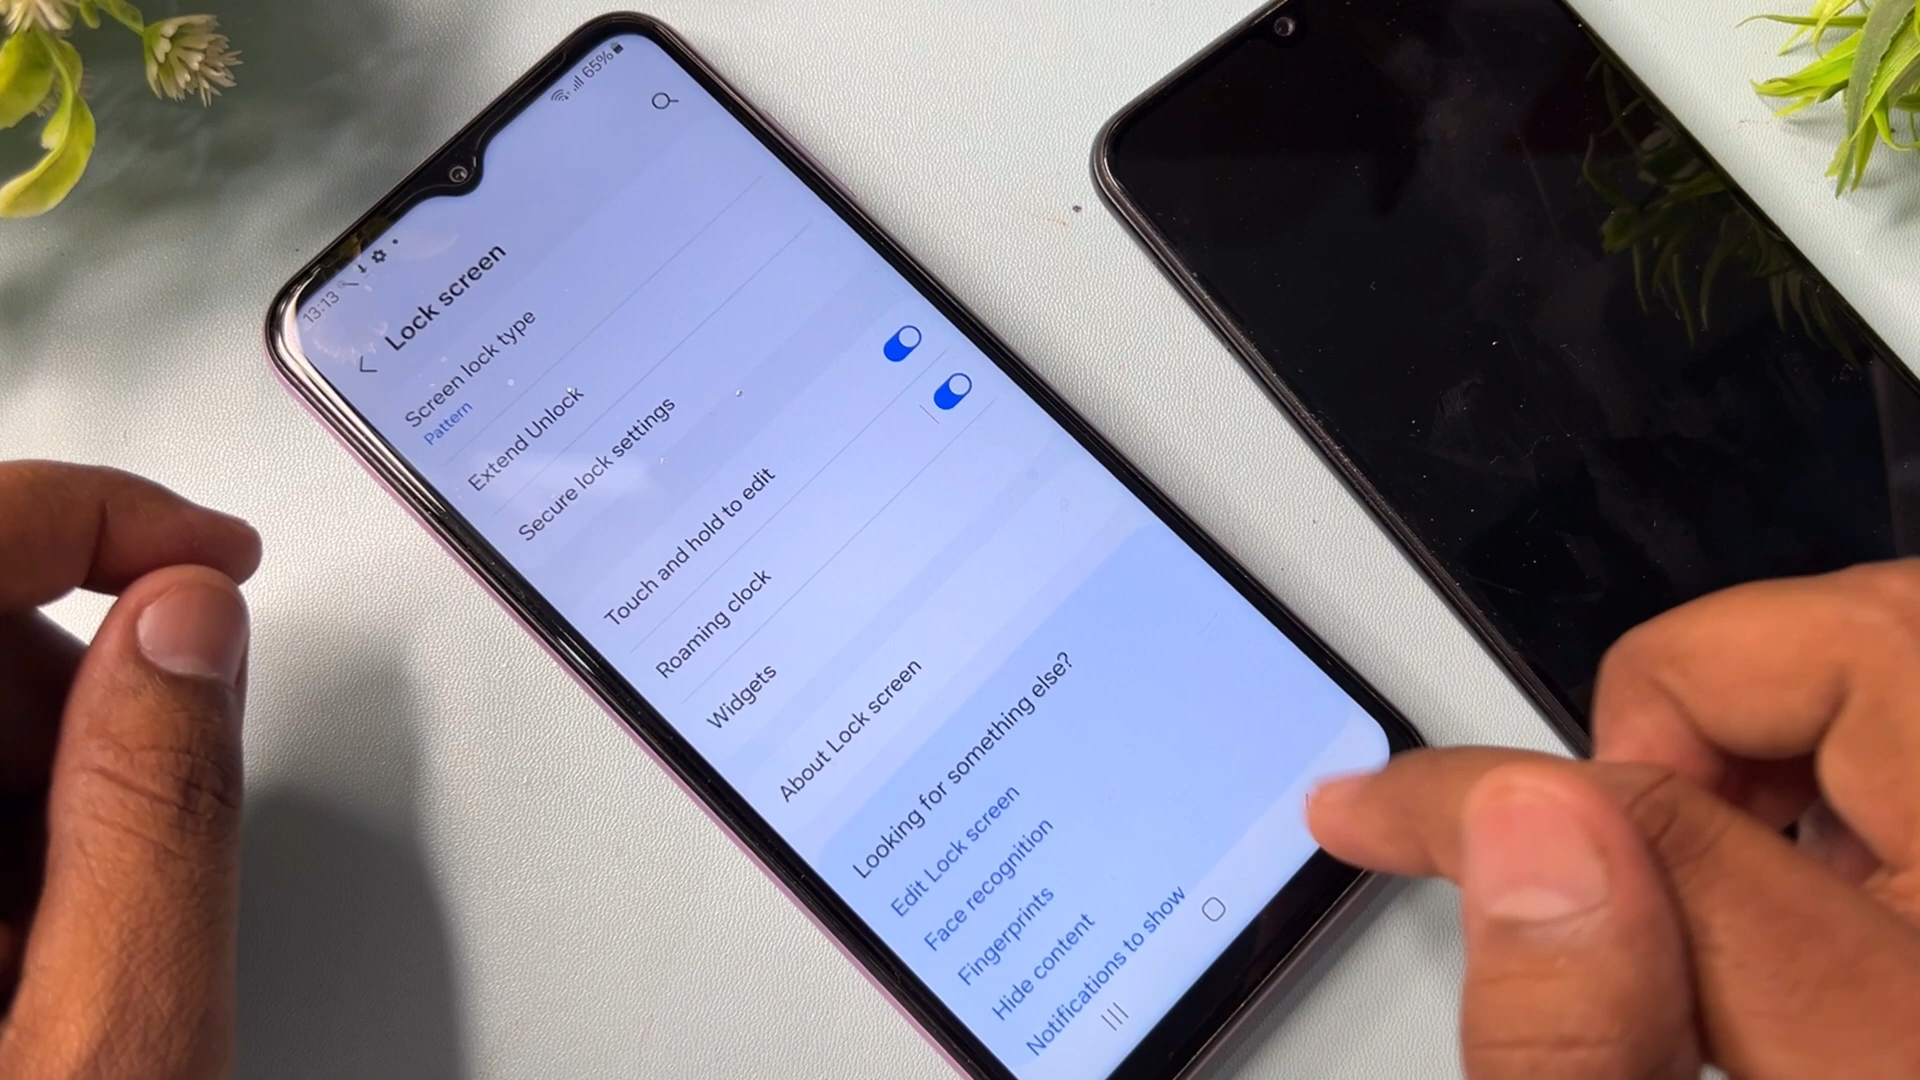 13:13
65%
Lock screen
Screen lock type
Pattern
Extend Unlock
Secure lock settings
Touch and hold to edit
Roaming clock
Widgets
About Lock screen
Looking for something else?
Edit Lock screen
Face recognition
Fingerprints
Hide content
Notifications to show